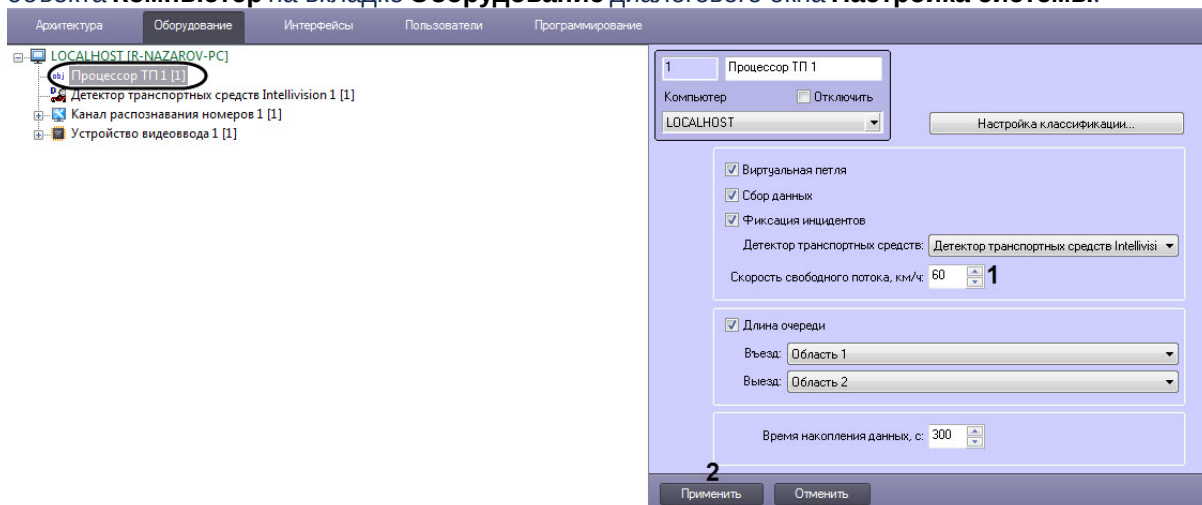 объекта Компьютер на вкладке Оборудование диалогового окна Настройка системы.
Архитектура Оборудование Интерфейсы Пользователи Программирование
LOCALHOST [R-NAZAROV-PC]
obj Процессор ТП 1 [1]
Детектор транспортных средств Intellivision 1 [1]
Канал распознавания номеров 1 [1]
Устройство видеоввода 1 [1]
1 Процессор ТП 1
Компьютер Отключить
LOCALHOST Настройка классификации...
Виртуальная петля
Сбор данных
Фиксация инцидентов
Детектор транспортных средств: Детектор транспортных средств Intellivisi
Скорость свободного потока, км/ч: 60 1
Длина очереди
Въезд: Область 1
Выезд: Область 2
Время накопления данных, с: 300
2
Применить Отменить